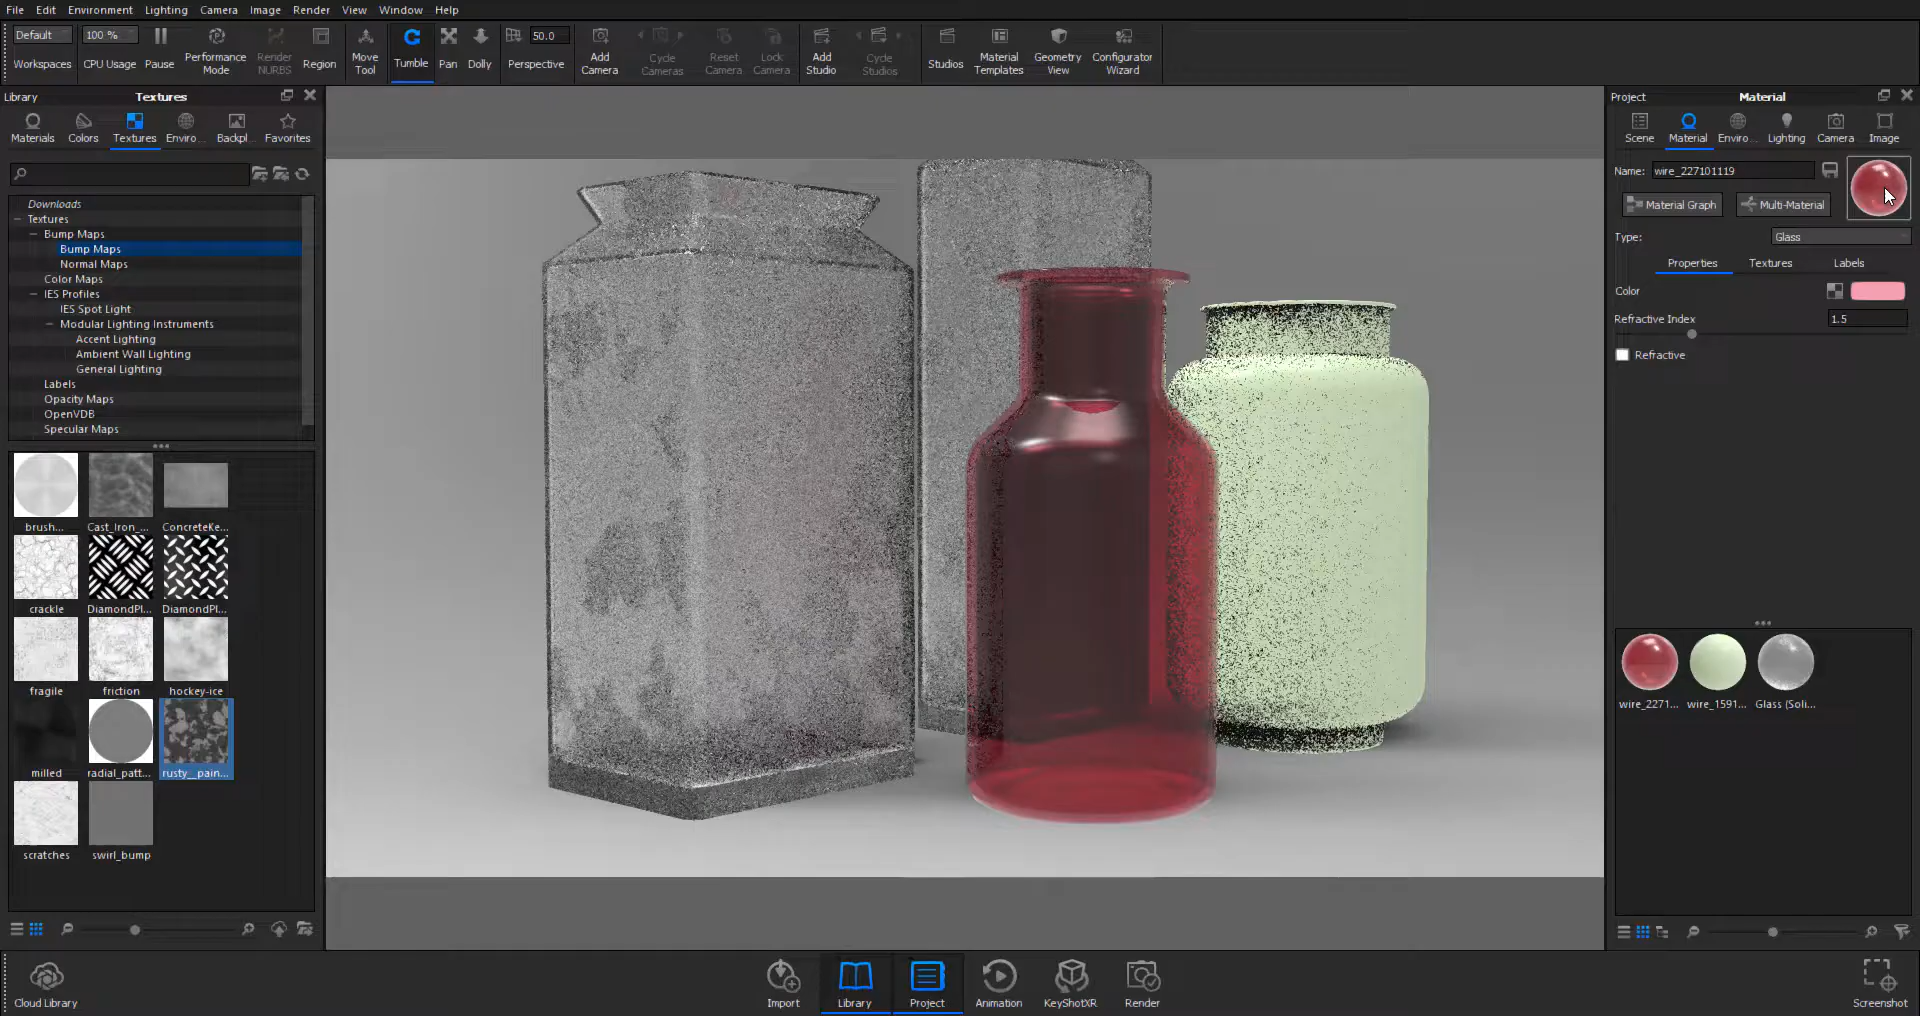 File Edit Environment Lighting Camera Image Render View Window Help
Default 100 % 50.0
Workspaces CPU Usage Pause Performance Mode Render NURBS Region Move Tool Tumble Pan Dolly Perspective Add Camera Cycle Cameras Reset Camera Lock Camera Add Studio Cycle Studios Studios Material Templates Geometry View Configurator Wizard
Library Textures
Materials Colors Textures Enviro... Backpl... Favorites
Downloads
Textures
Bump Maps
Bump Maps
Normal Maps
Color Maps
IES Profiles
IES Spot Light
Modular Lighting Instruments
Accent Lighting
Ambient Wall Lighting
General Lighting
Labels
Opacity Maps
OpenVDB
Specular Maps
brush... Cast_Iron_... ConcreteKe...
crackle DiamondPl... DiamondPl...
fragile friction hockey-ice
milled radial_patt... rusty_pain...
scratches swirl_bump
Project Material
Scene Material Enviro... Lighting Camera Image
Name: wire_227101119
Material Graph Multi-Material
Type: Glass
Properties Textures Labels
Color
Refractive Index 1.5
Refractive
wire_2271... wire_1591... Glass (Soli...
Cloud Library Import Library Project Animation KeyShotXR Render Screenshot